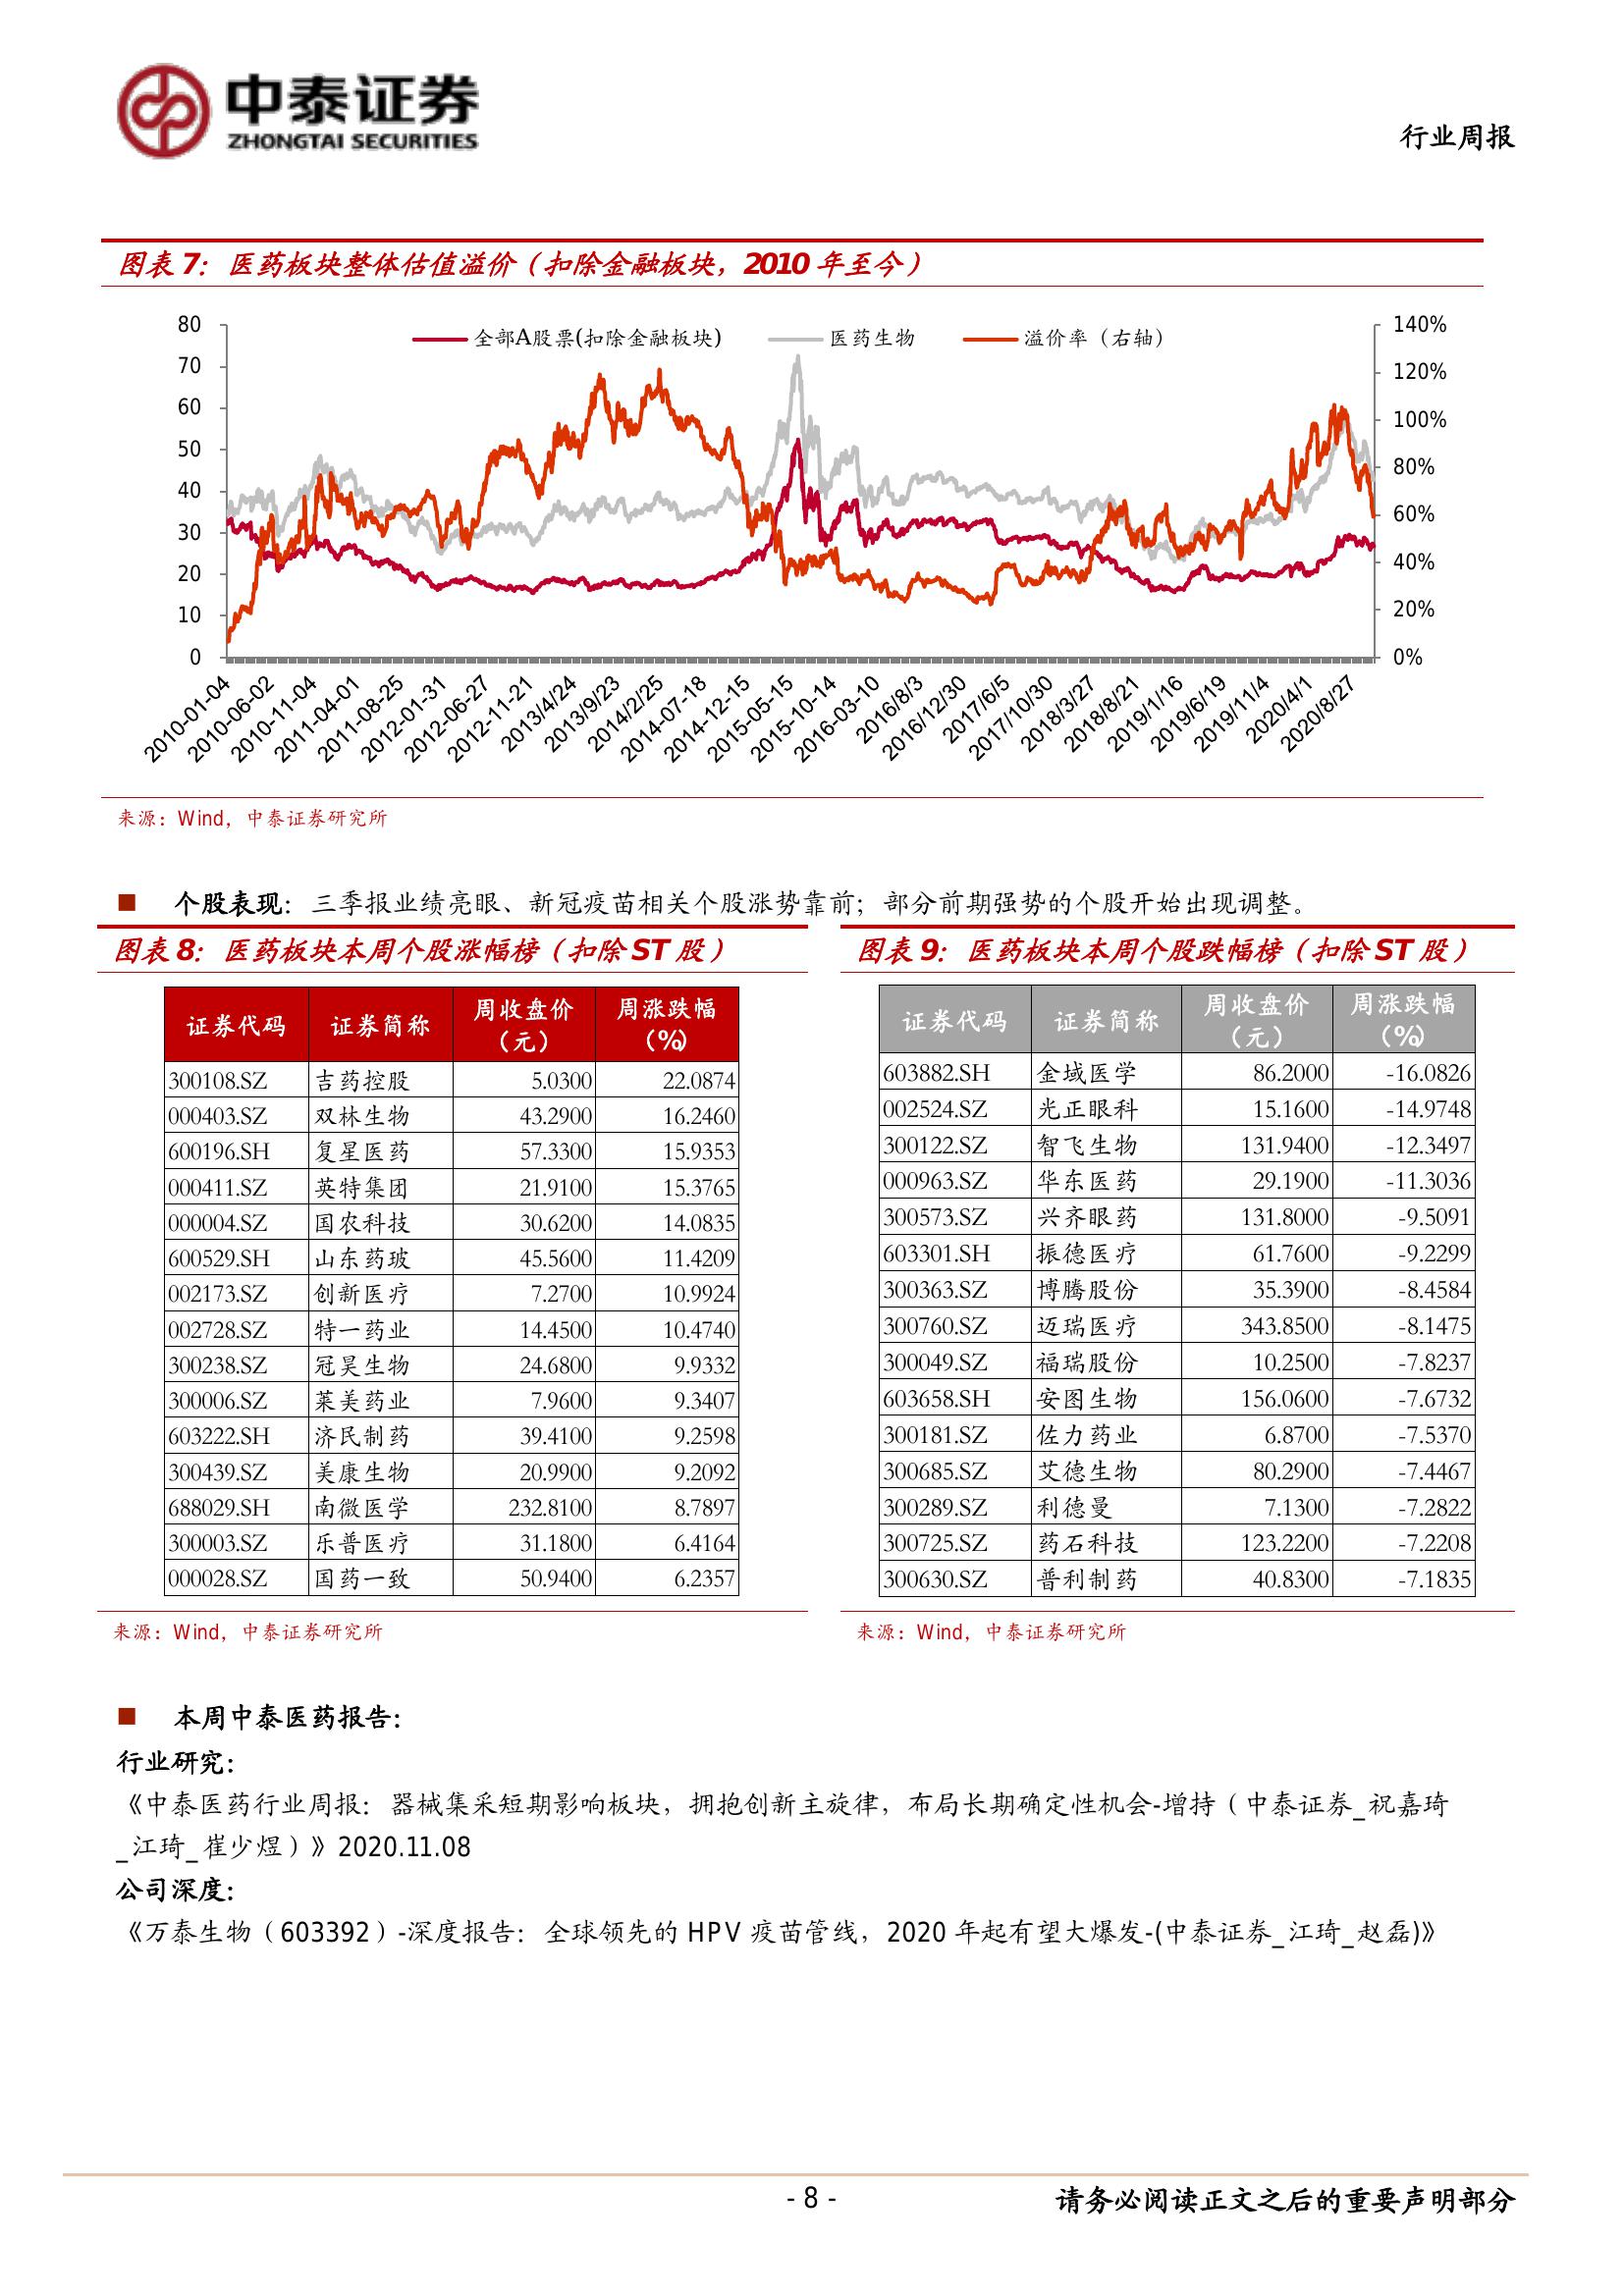 中泰证券
ZHONGTAI SECURITIES
行业周报
图表 7：医药板块整体估值溢价（扣除金融板块，2010 年至今）
全部A股票(扣除金融板块) 医药生物 溢价率（右轴）
80 140%
70 120%
60 100%
50 80%
40 60%
30 40%
20 20%
10 0%
0
2010-01-04 2010-06-02 2010-11-04 2011-04-01 2011-08-25 2012-01-31 2012-06-27 2012-11-21 2013/4/24 2013/9/23 2014/2/25 2014-07-18 2014-12-15 2015-05-15 2015-10-14 2016-03-10 2016/8/3 2016/12/30 2017/6/5 2017/10/30 2018/3/27 2018/8/21 2019/1/16 2019/6/19 2019/11/4 2020/4/1 2020/8/27
来源：Wind，中泰证券研究所
■ 个股表现：三季报业绩亮眼、新冠疫苗相关个股涨势靠前；部分前期强势的个股开始出现调整。
图表 8：医药板块本周个股涨幅榜（扣除 ST 股）
证券代码 证券简称 周收盘价（元） 周涨跌幅（%）
300108.SZ 吉药控股 5.0300 22.0874
000403.SZ 双林生物 43.2900 16.2460
600196.SH 复星医药 57.3300 15.9353
000411.SZ 英特集团 21.9100 15.3765
000004.SZ 国农科技 30.6200 14.0835
600529.SH 山东药玻 45.5600 11.4209
002173.SZ 创新医疗 7.2700 10.9924
002728.SZ 特一药业 14.4500 10.4740
300238.SZ 冠昊生物 24.6800 9.9332
300006.SZ 莱美药业 7.9600 9.3407
603222.SH 济民制药 39.4100 9.2598
300439.SZ 美康生物 20.9900 9.2092
688029.SH 南微医学 232.8100 8.7897
300003.SZ 乐普医疗 31.1800 6.4164
000028.SZ 国药一致 50.9400 6.2357
来源：Wind，中泰证券研究所
图表 9：医药板块本周个股跌幅榜（扣除 ST 股）
证券代码 证券简称 周收盘价（元） 周涨跌幅（%）
603882.SH 金域医学 86.2000 -16.0826
002524.SZ 光正眼科 15.1600 -14.9748
300122.SZ 智飞生物 131.9400 -12.3497
000963.SZ 华东医药 29.1900 -11.3036
300573.SZ 兴齐眼药 131.8000 -9.5091
603301.SH 振德医疗 61.7600 -9.2299
300363.SZ 博腾股份 35.3900 -8.4584
300760.SZ 迈瑞医疗 343.8500 -8.1475
300049.SZ 福瑞股份 10.2500 -7.8237
603658.SH 安图生物 156.0600 -7.6732
300181.SZ 佐力药业 6.8700 -7.5370
300685.SZ 艾德生物 80.2900 -7.4467
300289.SZ 利德曼 7.1300 -7.2822
300725.SZ 药石科技 123.2200 -7.2208
300630.SZ 普利制药 40.8300 -7.1835
来源：Wind，中泰证券研究所
■ 本周中泰医药报告：
行业研究：
《中泰医药行业周报：器械集采短期影响板块，拥抱创新主旋律，布局长期确定性机会-增持（中泰证券_祝嘉琦
_江琦_崔少煜）》2020.11.08
公司深度：
《万泰生物（603392）-深度报告：全球领先的 HPV 疫苗管线，2020 年起有望大爆发-(中泰证券_江琦_赵磊)》
- 8 -
请务必阅读正文之后的重要声明部分